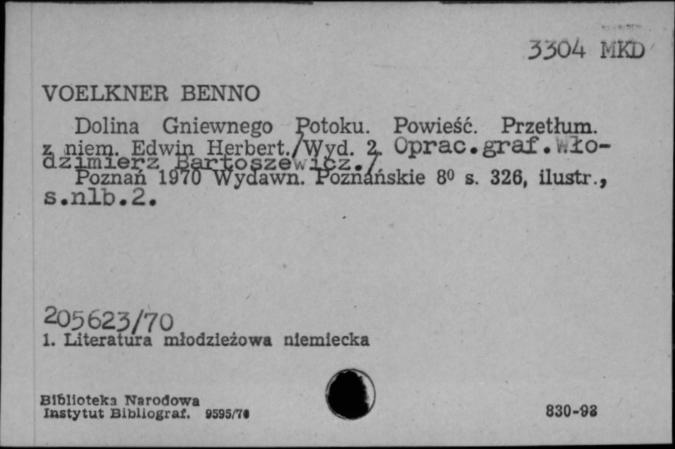 3304 MKD
VOELKNER BENNO
Dolina Gniewnego Potoku. Powieść. Przetłum.
z niem. Edwin Herbert./Wyd. 2. Oprac.graf.Wło-
dzimierz Bartoszewicz./
Poznań 1970 Wydawn. Poznańskie 8⁰ s. 326, ilustr.,
s.nlb.2.
205623/70
1. Literatura młodzieżowa niemiecka
Biblioteka Narodowa
Instytut Bibliograf. 9595/70
830-93